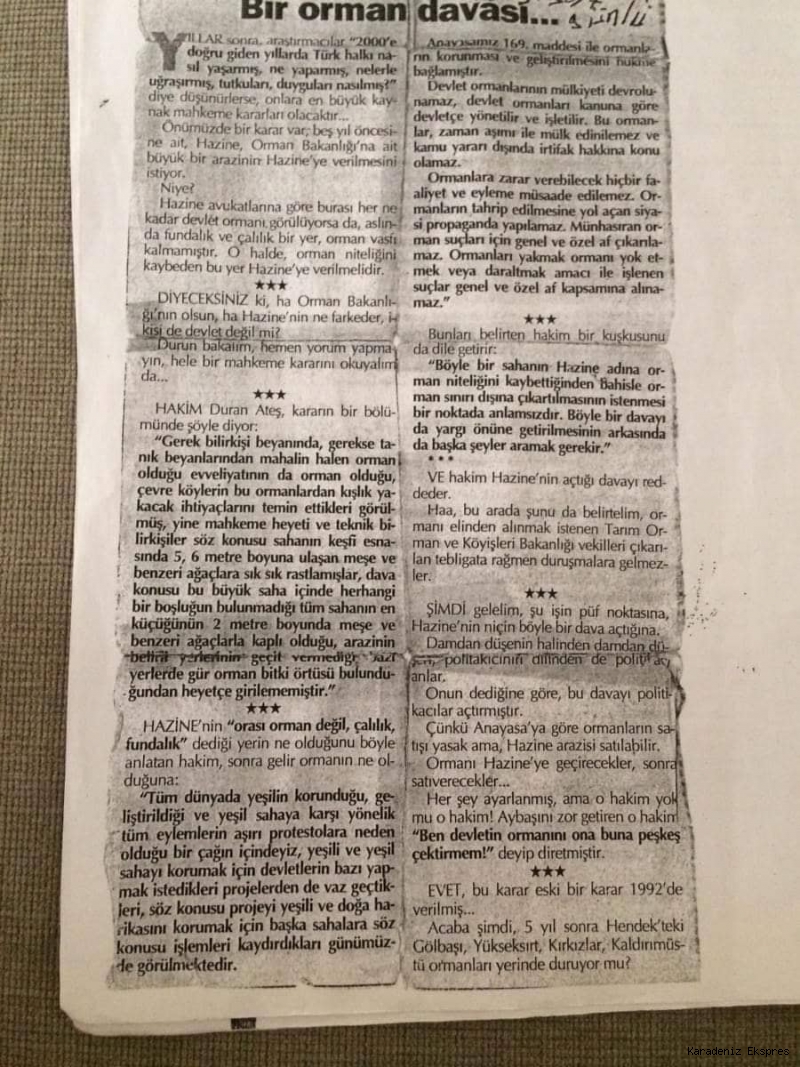 Bir orman davası...
YILLAR sonra, araştırmacılar "2000'e
doğru giden yıllarda Türk halkı na-
sıl yaşarmış, ne yaparmış, nelerle
uğraşırmış, tutkuları, duyguları nasılmış?"
diye düşünürlerse, onlara en büyük kay-
nak mahkeme kararları olacaktır...
Önümüzde bir karar var, beş yıl öncesi-
ne ait, Hazine, Orman Bakanlığı'na ait
büyük bir arazinin Hazine'ye verilmesini
istiyor.
Niye?
Hazine avukatlarına göre burası her ne
kadar devlet ormanı görülüyorsa da, aslın-
da fundalık ve çalılık bir yer, orman vasfı
kalmamıştır. O halde, orman niteliğini
kaybeden bu yer Hazine'ye verilmelidir.
★★★
DİYECEKSİNİZ ki, ha Orman Bakanlı-
ğı'nın olsun, ha Hazine'nin ne farkeder, i-
kisi de devlet değil mi?
Durun bakalım, hemen yorum yapma-
yın, hele bir mahkeme kararını okuyalım
da...
★★★
HAKİM Duran Ateş, kararın bir bölü-
münde şöyle diyor:
"Gerek bilirkişi beyanında, gerekse ta-
nık beyanlarından mahalin halen orman
olduğu evveliyatının da orman olduğu,
çevre köylerin bu ormanlardan kışlık ya-
kacak ihtiyaçlarını temin ettikleri görül-
müş, yine mahkeme heyeti ve teknik bi-
lirkişiler söz konusu sahanın keşfi esna-
sında 5, 6 metre boyuna ulaşan meşe ve
benzeri ağaçlara sık sık rastlamışlar, dava
konusu bu büyük saha içinde herhangi
bir boşluğun bulunmadığı tüm sahanın en
küçüğünün 2 metre boyunda meşe ve
benzeri ağaçlarla kaplı olduğu, arazinin
belirli yerlerinin geçit vermediği, bazı
yerlerde gür orman bitki örtüsü bulundu-
ğundan heyetçe girilememiştir."
★★★
HAZİNE'nin "orası orman değil, çalılık,
fundalık" dediği yerin ne olduğunu böyle
anlatan hakim, sonra gelir ormanın ne ol-
duğuna:
"Tüm dünyada yeşilin korunduğu, ge-
liştirildiği ve yeşil sahaya karşı yönelik
tüm eylemlerin aşırı protestolara neden
olduğu bir çağın içindeyiz, yeşili ve yeşil
sahayı korumak için devletlerin bazı yap-
mak istedikleri projelerden de vaz geçtik-
leri, söz konusu projeyi yeşili ve doğa ha-
rikasını korumak için başka sahalara söz
konusu işlemleri kaydırdıkları günümüz-
de görülmektedir.
Anayasamız 169. maddesi ile ormanla-
rın korunması ve geliştirilmesini hükme
bağlamıştır.
Devlet ormanlarının mülkiyeti devrolu-
namaz, devlet ormanları kanuna göre
devletçe yönetilir ve işletilir. Bu orman-
lar, zaman aşımı ile mülk edinilemez ve
kamu yararı dışında irtifak hakkına konu
olamaz.
Ormanlara zarar verebilecek hiçbir fa-
aliyet ve eyleme müsaade edilemez. Or-
manların tahrip edilmesine yol açan siya-
si propaganda yapılamaz. Münhasıran or-
man suçları için genel ve özel af çıkarıla-
maz. Ormanları yakmak ormanı yok et-
mek veya daraltmak amacı ile işlenen
suçlar genel ve özel af kapsamına alına-
maz."
★★★
Bunları belirten hakim bir kuşkusunu
da dile getirir:
"Böyle bir sahanın Hazine adına or-
man niteliğini kaybettiğinden Bahisle or-
man sınırı dışına çıkartılmasının istenmesi
bir noktada anlamsızdır. Böyle bir davayı
da yargı önüne getirilmesinin arkasında
da başka şeyler aramak gerekir."
★★★
VE hakim Hazine'nin açtığı davayı red-
deder.
Haa, bu arada şunu da belirtelim, or-
manı elinden alınmak istenen Tarım Or-
man ve Köyişleri Bakanlığı vekilleri çıkarı-
lan tebligata rağmen duruşmalara gelmez-
ler.
★★★
ŞİMDİ gelelim, şu işin püf noktasına,
Hazine'nin niçin böyle bir dava açtığına.
Damdan düşenin halinden damdan dü-
şen, politikacının dilinden de politikacı
anlar.
Onun dediğine göre, bu davayı politi-
kacılar açtırmıştır.
Çünkü Anayasa'ya göre ormanların sa-
tışı yasak ama, Hazine arazisi satılabilir.
Ormanı Hazine'ye geçirecekler, sonra
satıverecekler...
Her şey ayarlanmış, ama o hakim yok
mu o hakim! Aybaşını zor getiren o hakim
"Ben devletin ormanını ona buna peşkeş
çektirmem!" deyip diretmiştir.
★★★
EVET, bu karar eski bir karar 1992'de
verilmiş...
Acaba şimdi, 5 yıl sonra Hendek'teki
Gölbaşı, Yükseksırt, Kırkızlar, Kaldırımüs-
tü ormanları yerinde duruyor mu?
Karadeniz Ekspres